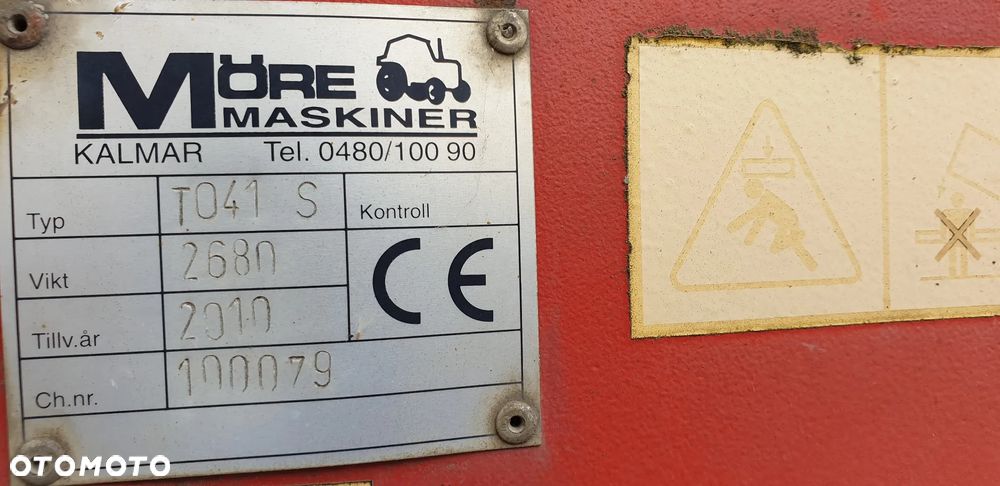 MÖRE
MASKINER
KALMAR Tel. 0480/100 90
Typ TO41 S Kontroll
Vikt 2680
CE
Tillv.år 2010
Ch.nr. 100079
OTOMOTO